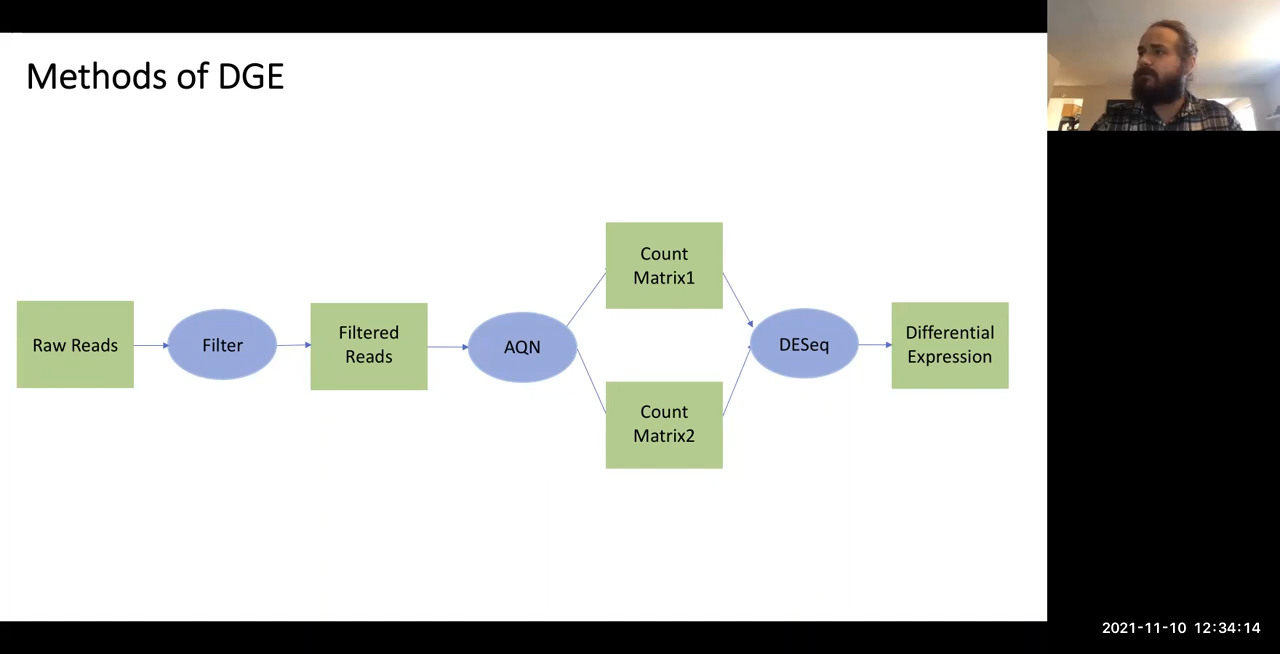 Methods of DGE
Raw Reads
Filter
Filtered
Reads
AQN
Count
Matrix1
Count
Matrix2
DESeq
Differential
Expression
2021-11-10 12:34:14